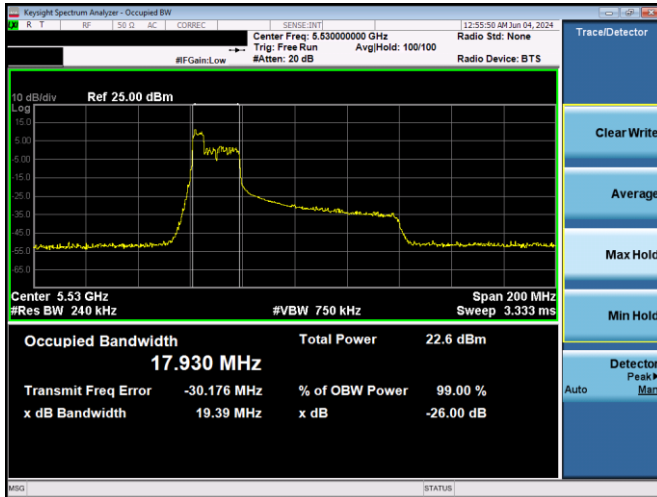 Keysight Spectrum Analyzer - Occupied BW
R T RF 50 Ω AC CORREC SENSE:INT 12:55:50 AM Jun 04, 2024
Center Freq: 5.530000000 GHz Radio Std: None
Trig: Free Run Avg|Hold: 100/100
#IFGain:Low #Atten: 20 dB Radio Device: BTS
Trace/Detector
10 dB/div Ref 25.00 dBm
Log
15.0
5.00
-5.00
-15.0
-25.0
-35.0
-45.0
-55.0
-65.0
Center 5.53 GHz Span 200 MHz
#Res BW 240 kHz #VBW 750 kHz Sweep 3.333 ms
Occupied Bandwidth Total Power 22.6 dBm
17.930 MHz
Transmit Freq Error -30.176 MHz % of OBW Power 99.00 %
x dB Bandwidth 19.39 MHz x dB -26.00 dB
Clear Write
Average
Max Hold
Min Hold
Detector
Peak
Auto Man
MSG STATUS